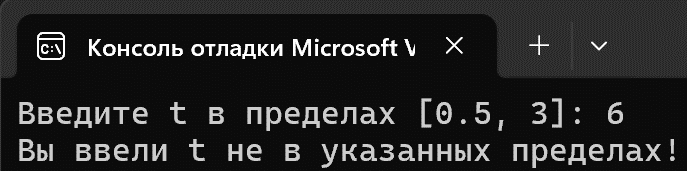 Консоль отладки Microsoft V
Введите t в пределах [0.5, 3]: 6
Вы ввели t не в указанных пределах!